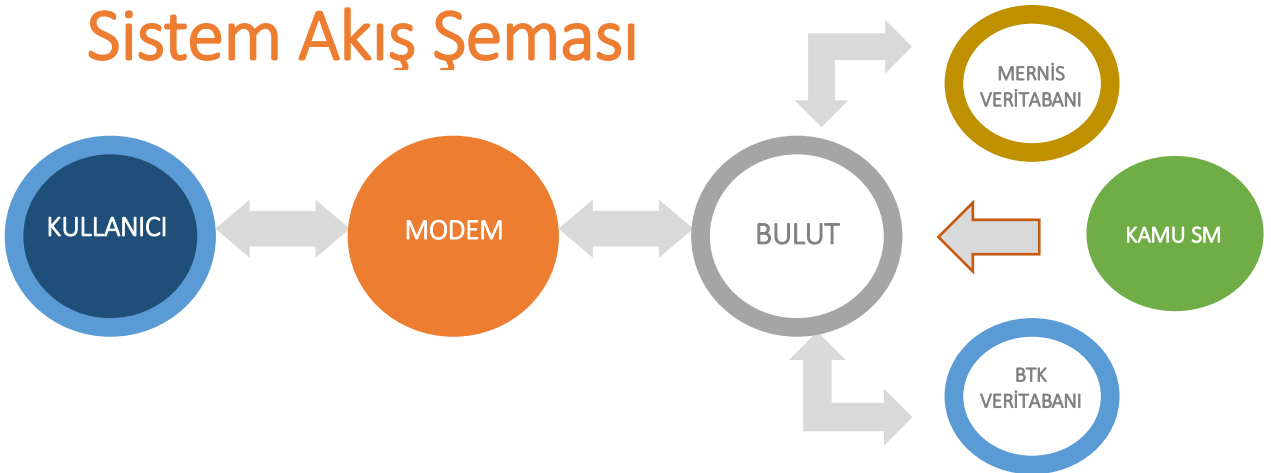 Sistem Akış Şeması
KULLANICI
MODEM
BULUT
MERNİS
VERİTABANI
KAMU SM
BTK
VERİTABANI